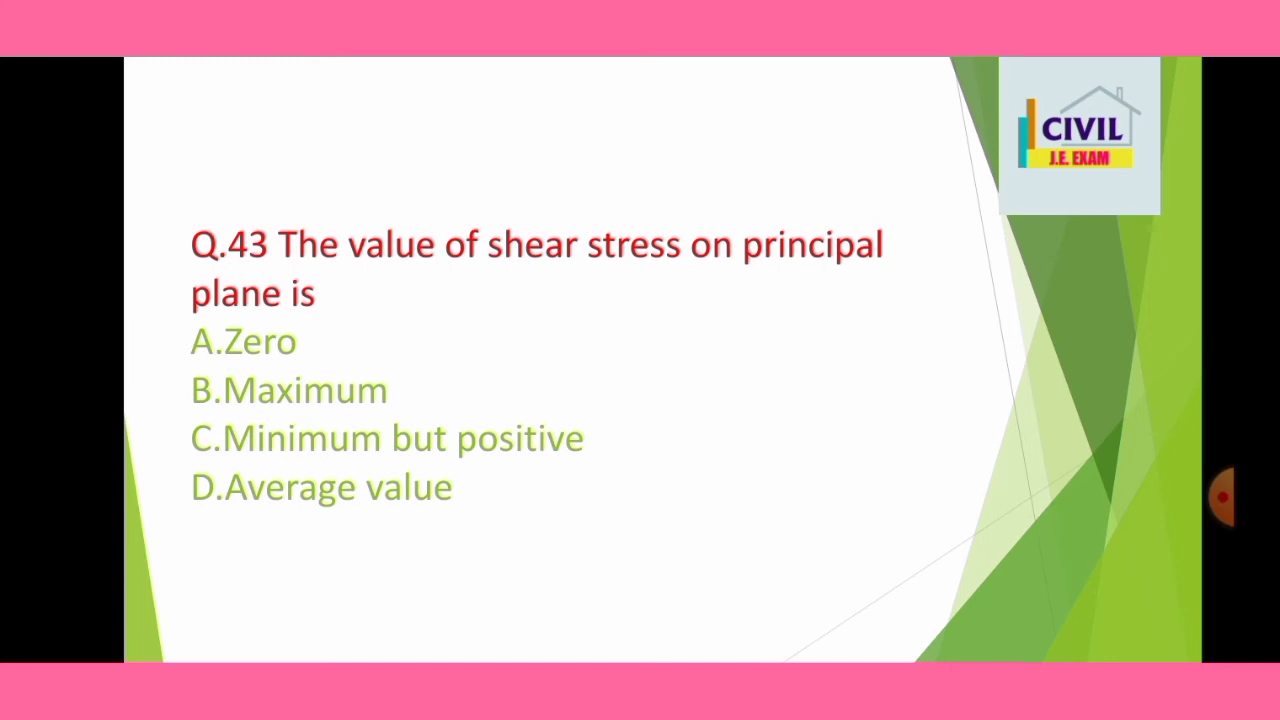 CIVIL
J.E. EXAM
Q.43 The value of shear stress on principal
plane is
A.Zero
B.Maximum
C.Minimum but positive
D.Average value